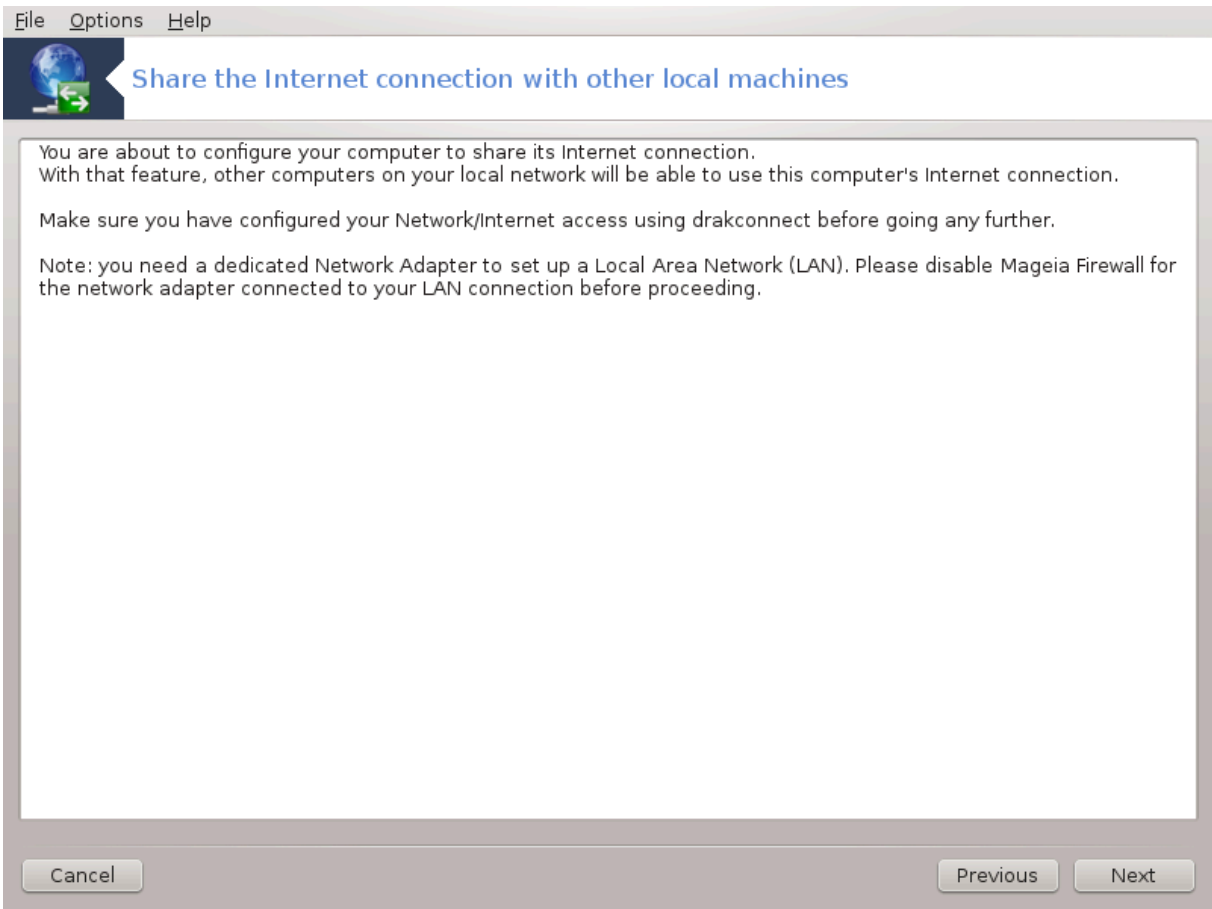 File Options Help
Share the Internet connection with other local machines
You are about to configure your computer to share its Internet connection.
With that feature, other computers on your local network will be able to use this computer's Internet connection.
Make sure you have configured your Network/Internet access using drakconnect before going any further.
Note: you need a dedicated Network Adapter to set up a Local Area Network (LAN). Please disable Mageia Firewall for
the network adapter connected to your LAN connection before proceeding.
Cancel Previous Next